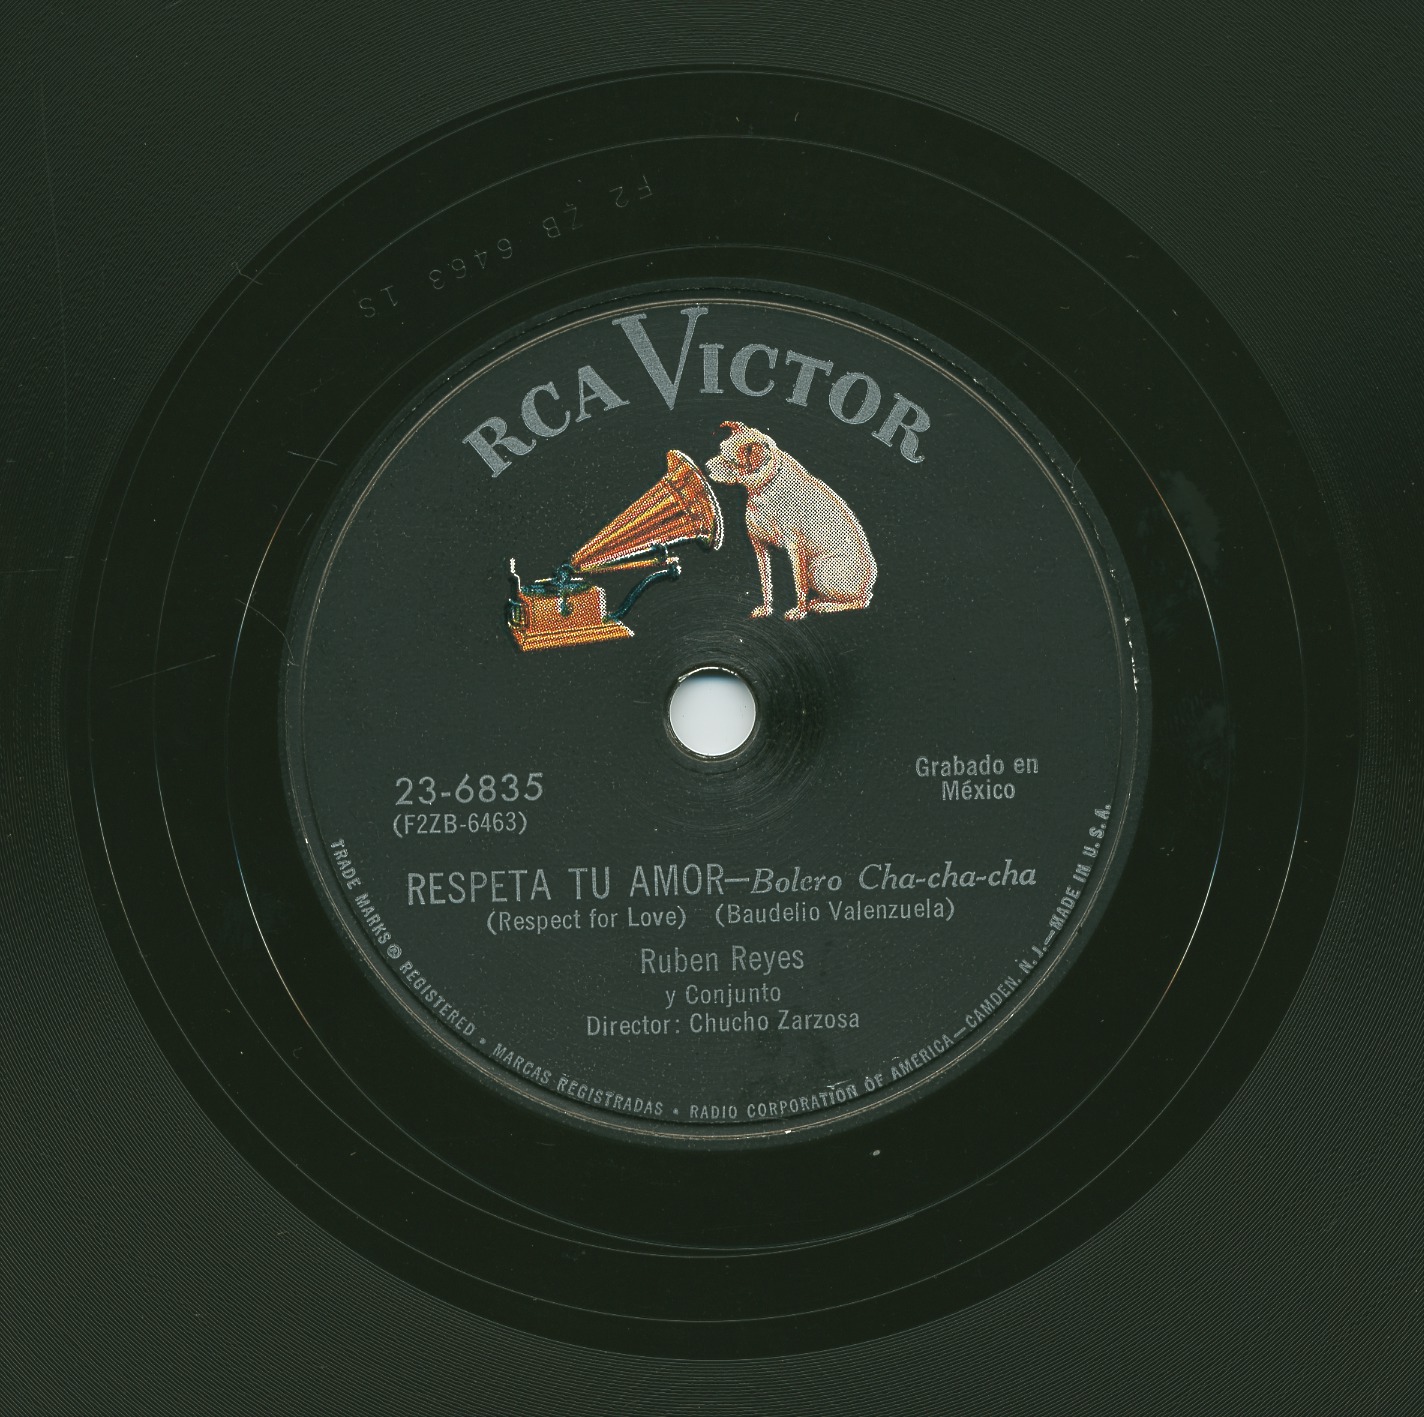 F2 ZB 6463 1S
RCA VICTOR
23-6835
(F2ZB-6463)
Grabado en
México
RESPETA TU AMOR—Bolero Cha-cha-cha
(Respect for Love) (Baudelio Valenzuela)
Ruben Reyes
y Conjunto
Director: Chucho Zarzosa
TRADE MARKS ® REGISTERED • MARCAS REGISTRADAS • RADIO CORPORATION OF AMERICA—CAMDEN, N. J.—MADE IN U. S. A.